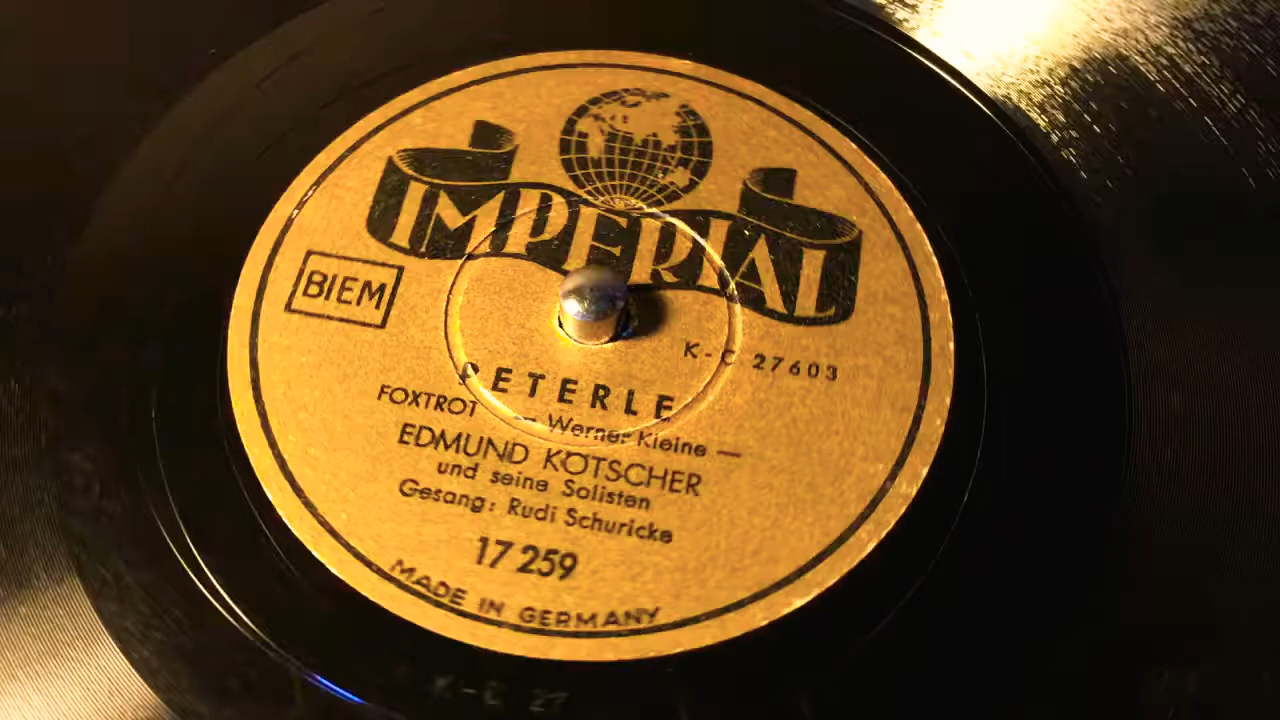 IMPERIAL
BIEM
K-C 27603
PETERLE
FOXTROT — Werner Kleine —
EDMUND KÖTSCHER
und seine Solisten
Gesang: Rudi Schuricke
17 259
MADE IN GERMANY
K-C 27